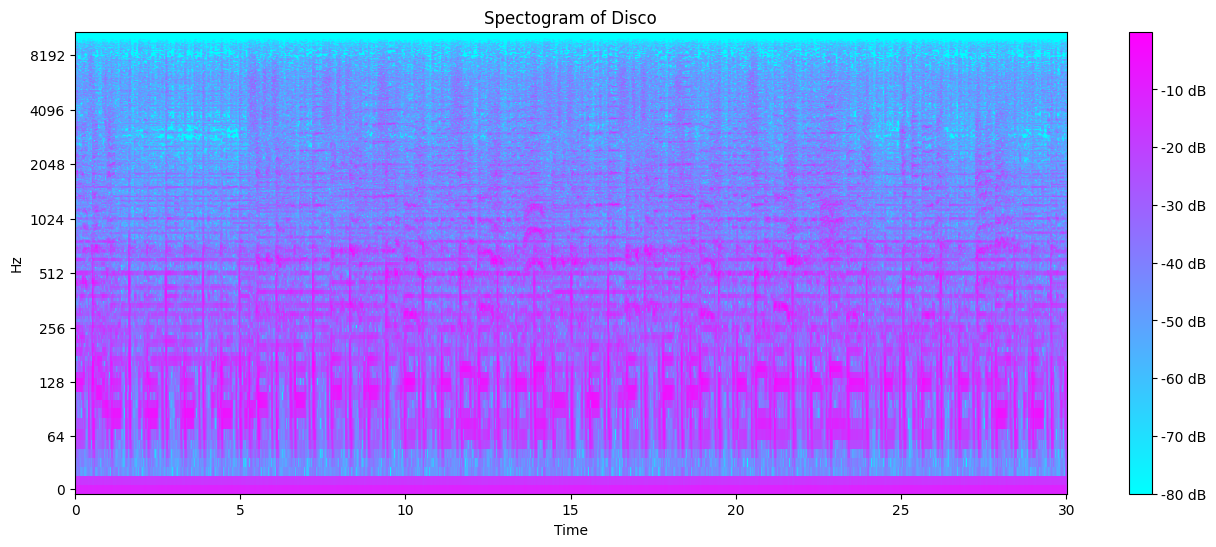 Spectogram of Disco
Hz
8192
4096
2048
1024
512
256
128
64
0
0 5 10 15 20 25 30
Time
-10 dB
-20 dB
-30 dB
-40 dB
-50 dB
-60 dB
-70 dB
-80 dB